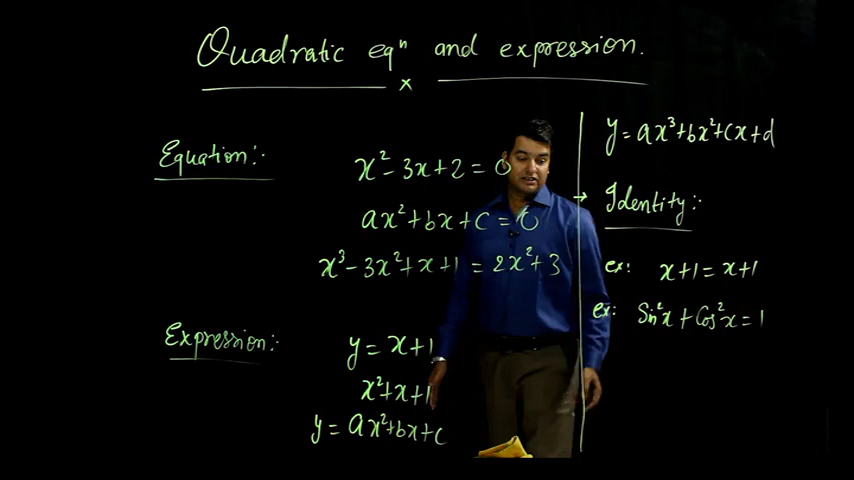 Quadratic eqⁿ and expression.
x
Equation:-
x² - 3x + 2 = 0
ax² + bx + c = 0
x³ - 3x² + x + 1 = 2x² + 3
Expression:-
y = x + 1
x² + x + 1
y = ax² + bx + c
y = ax³ + bx² + cx + d
→ Identity:-
ex: x + 1 = x + 1
ex: Sin²x + Cos²x = 1